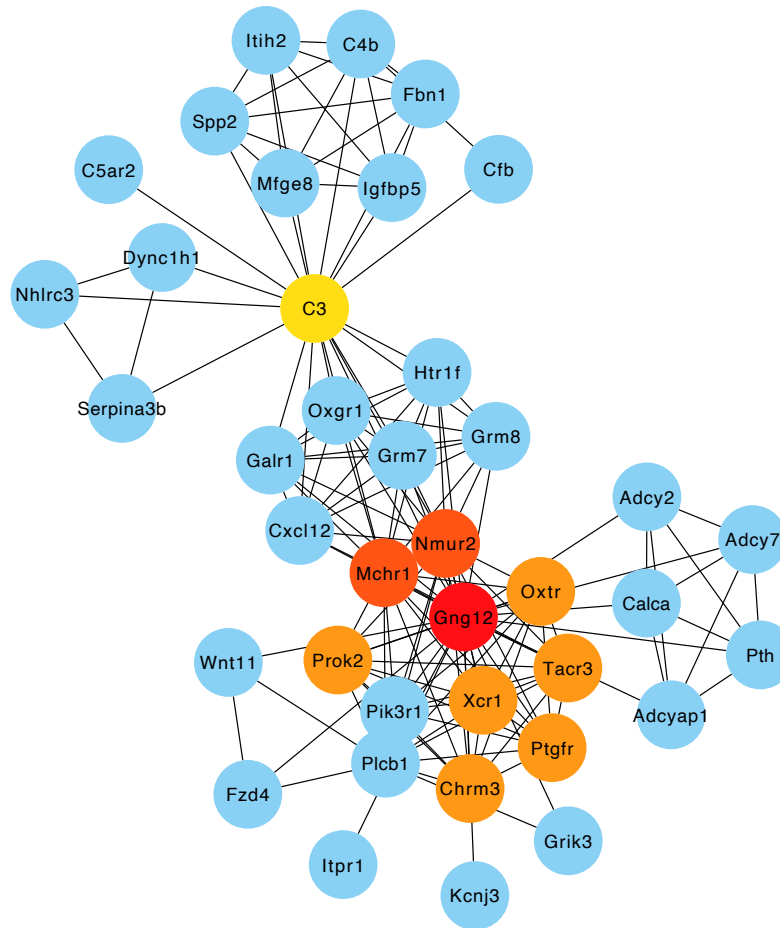 Itih2
C4b
Fbn1
Spp2
C5ar2
Mfge8
Igfbp5
Cfb
Dync1h1
Nhlrc3
C3
Serpina3b
Htr1f
Oxgr1
Grm8
Galr1
Grm7
Adcy2
Cxcl12
Nmur2
Adcy7
Mchr1
Oxtr
Calca
Gng12
Wnt11
Prok2
Tacr3
Pth
Pik3r1
Xcr1
Adcyap1
Plcb1
Ptgfr
Fzd4
Chrm3
Itpr1
Grik3
Kcnj3